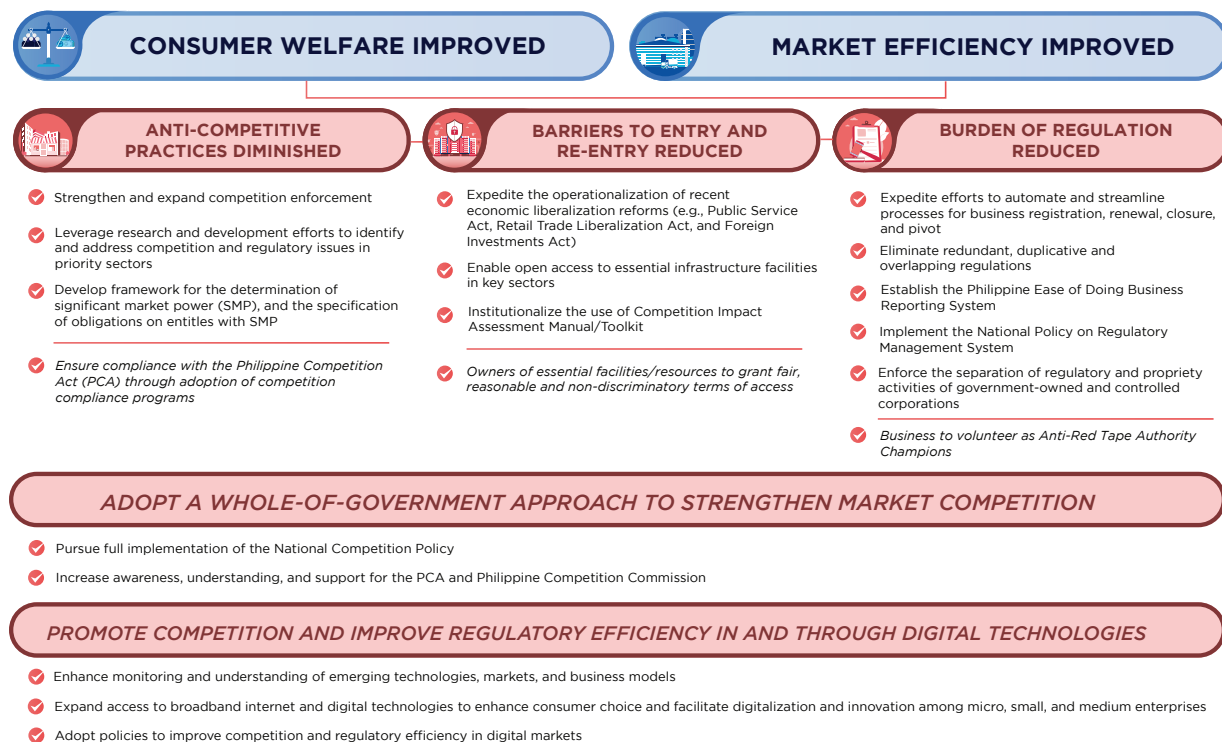 CONSUMER WELFARE IMPROVED
MARKET EFFICIENCY IMPROVED
ANTI-COMPETITIVE
PRACTICES DIMINISHED
Strengthen and expand competition enforcement
Leverage research and development efforts to identify
and address competition and regulatory issues in
priority sectors
Develop framework for the determination of
significant market power (SMP), and the specification
of obligations on entitles with SMP
Ensure compliance with the Philippine Competition
Act (PCA) through adoption of competition
compliance programs
BARRIERS TO ENTRY AND
RE-ENTRY REDUCED
Expedite the operationalization of recent
economic liberalization reforms (e.g., Public Service
Act, Retail Trade Liberalization Act, and Foreign
Investments Act)
Enable open access to essential infrastructure facilities
in key sectors
Institutionalize the use of Competition Impact
Assessment Manual/Toolkit
Owners of essential facilities/resources to grant fair,
reasonable and non-discriminatory terms of access
BURDEN OF REGULATION
REDUCED
Expedite efforts to automate and streamline
processes for business registration, renewal, closure,
and pivot
Eliminate redundant, duplicative and
overlapping regulations
Establish the Philippine Ease of Doing Business
Reporting System
Implement the National Policy on Regulatory
Management System
Enforce the separation of regulatory and propriety
activities of government-owned and controlled
corporations
Business to volunteer as Anti-Red Tape Authority
Champions
ADOPT A WHOLE-OF-GOVERNMENT APPROACH TO STRENGTHEN MARKET COMPETITION
Pursue full implementation of the National Competition Policy
Increase awareness, understanding, and support for the PCA and Philippine Competition Commission
PROMOTE COMPETITION AND IMPROVE REGULATORY EFFICIENCY IN AND THROUGH DIGITAL TECHNOLOGIES
Enhance monitoring and understanding of emerging technologies, markets, and business models
Expand access to broadband internet and digital technologies to enhance consumer choice and facilitate digitalization and innovation among micro, small, and medium enterprises
Adopt policies to improve competition and regulatory efficiency in digital markets